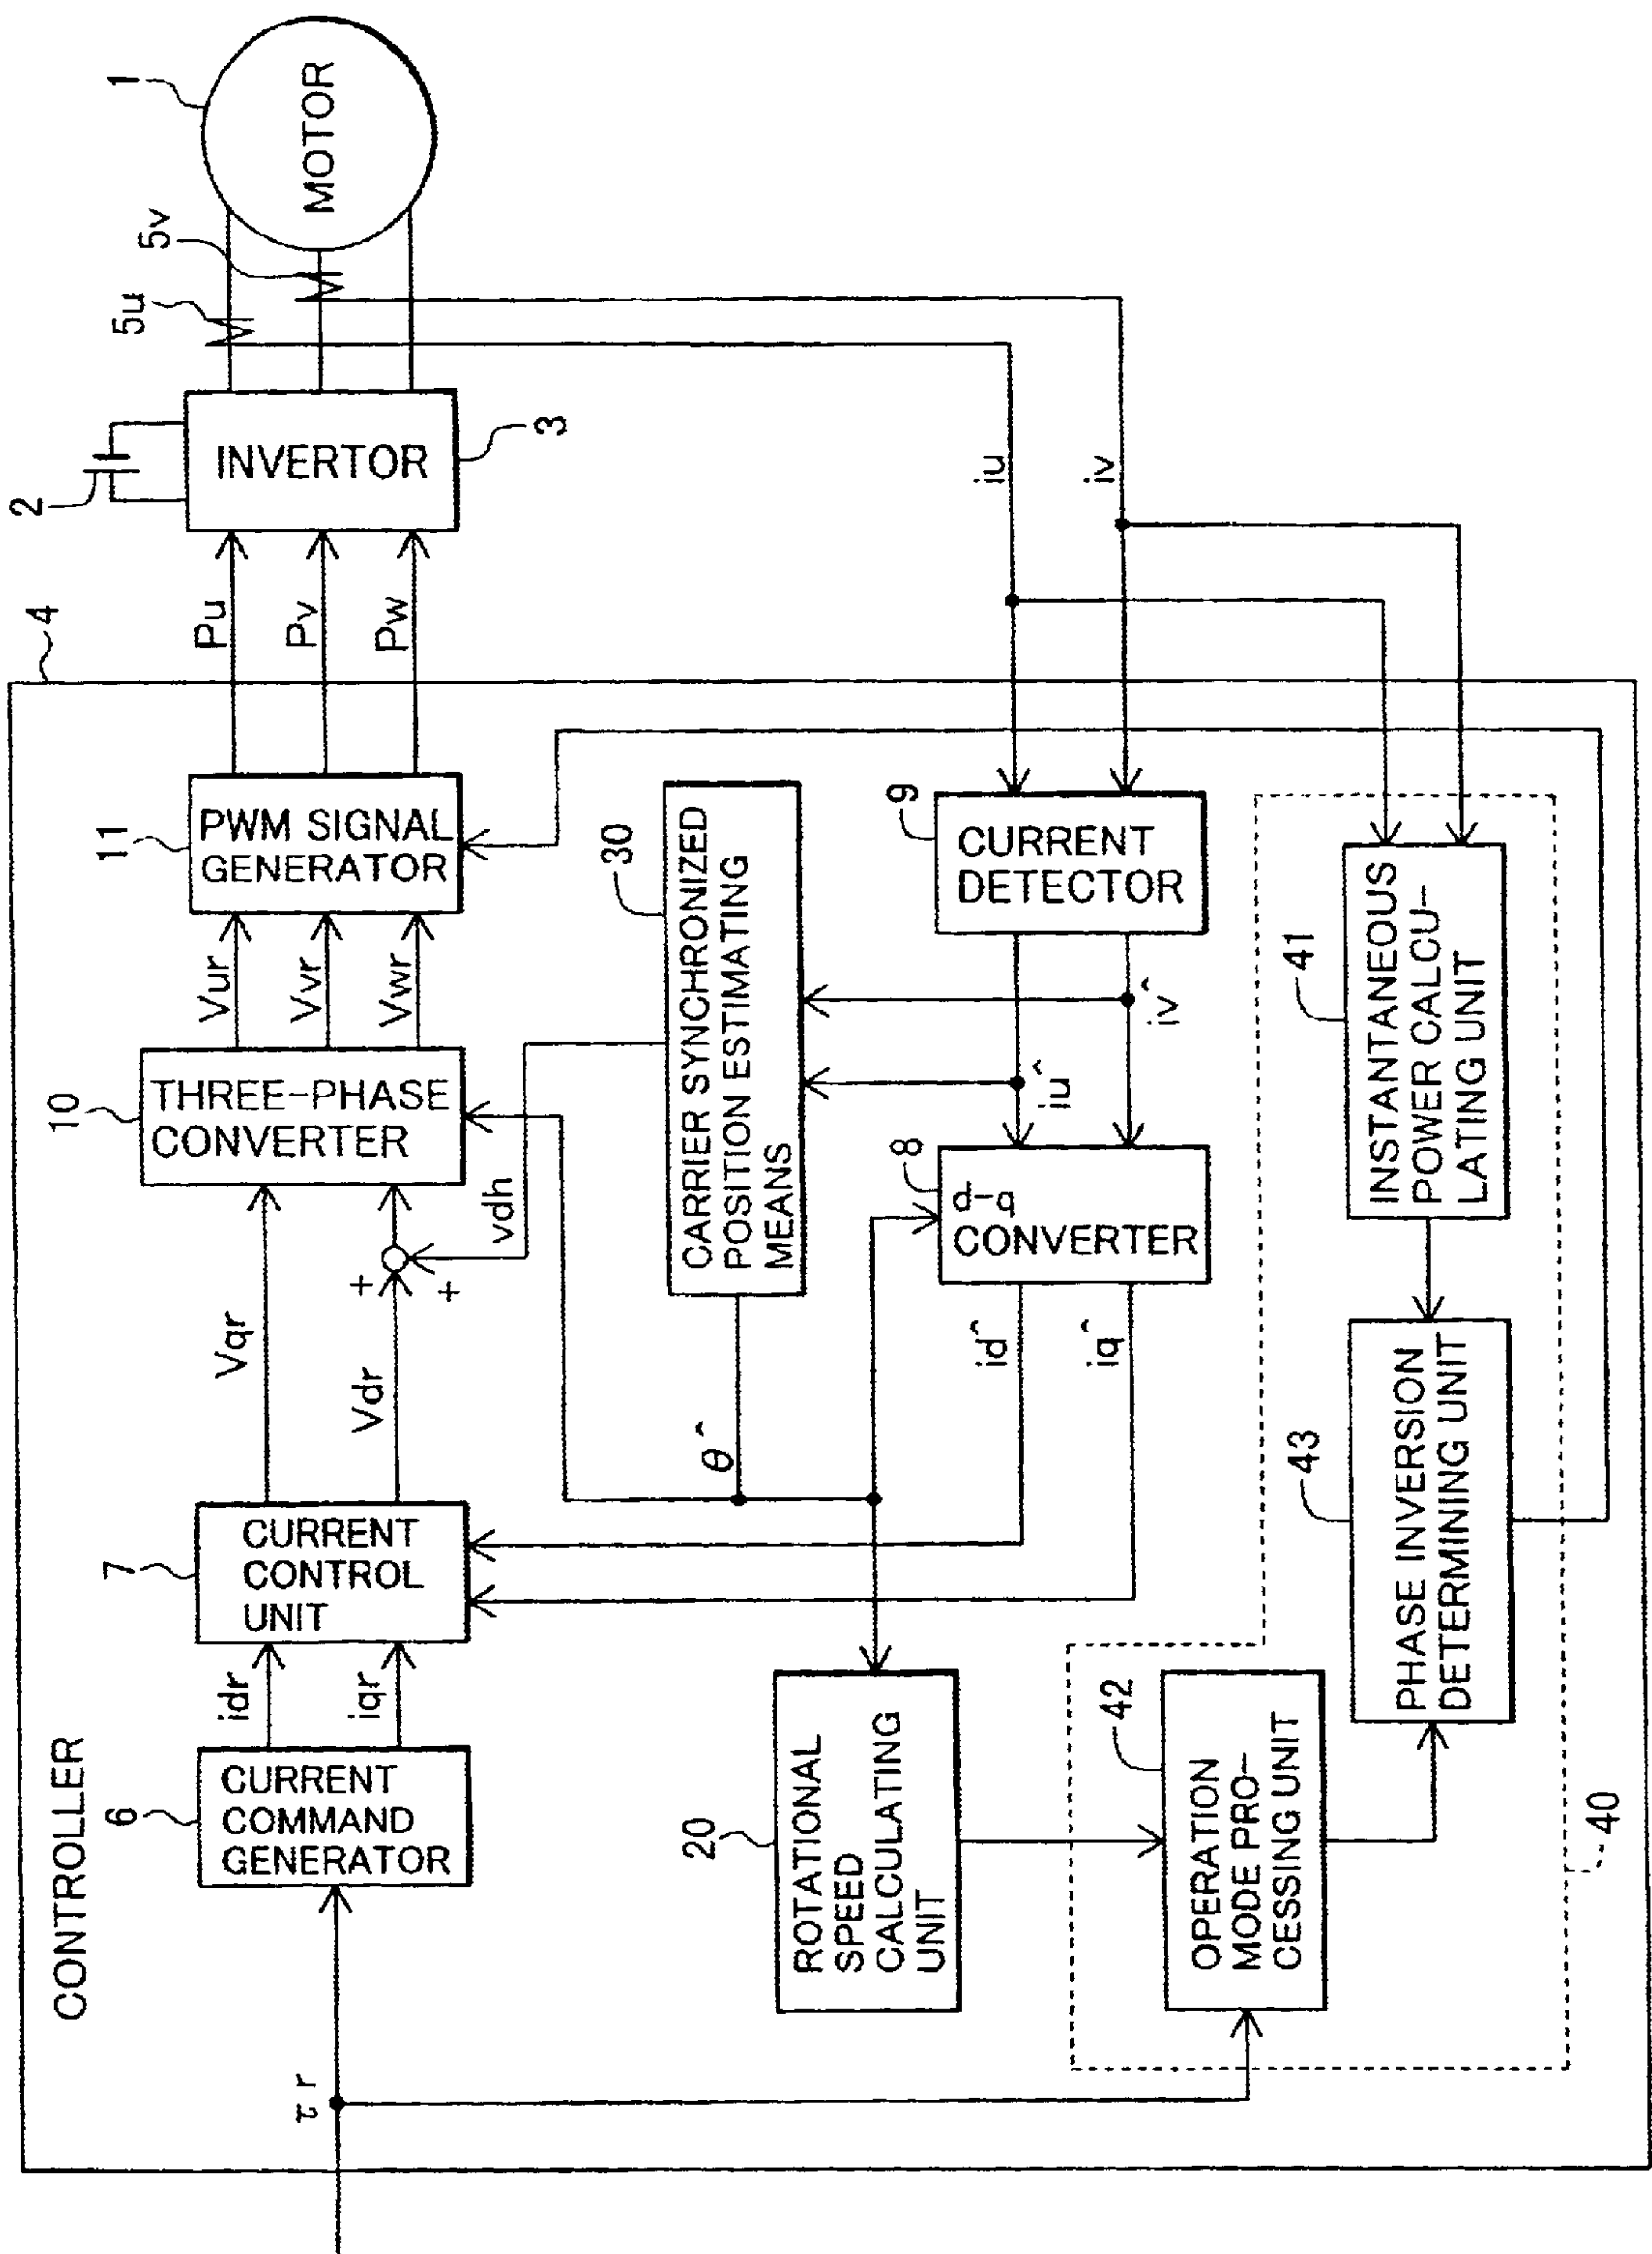 CONTROLLER
4
τr
6
CURRENT
COMMAND
GENERATOR
idr
iqr
7
CURRENT
CONTROL
UNIT
Vqr
Vdr
+
+
vdh
10
THREE-PHASE
CONVERTER
Vur
Vvr
Vwr
11
PWM SIGNAL
GENERATOR
Pu
Pv
Pw
2
INVERTOR
3
5u
5v
1
MOTOR
θ^
30
CARRIER SYNCHRONIZED
POSITION ESTIMATING
MEANS
id^
iq^
8
d-q
CONVERTER
iu^
iv^
9
CURRENT
DETECTOR
iu
iv
20
ROTATIONAL
SPEED
CALCULATING
UNIT
42
OPERATION
MODE PRO-
CESSING UNIT
43
PHASE INVERSION
DETERMINING UNIT
41
INSTANTANEOUS
POWER CALCU-
LATING UNIT
40